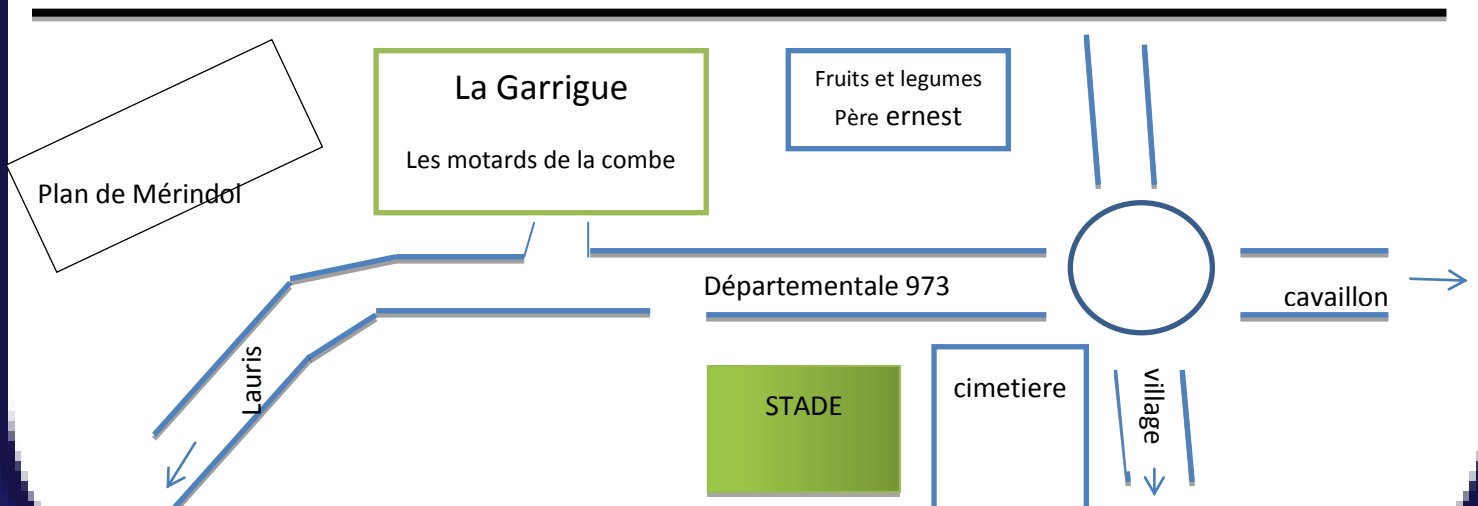 La Garrigue
Les motards de la combe
Fruits et legumes
Père ernest
Plan de Mérindol
Départementale 973
cavaillon
Lauris
STADE
cimetiere
village